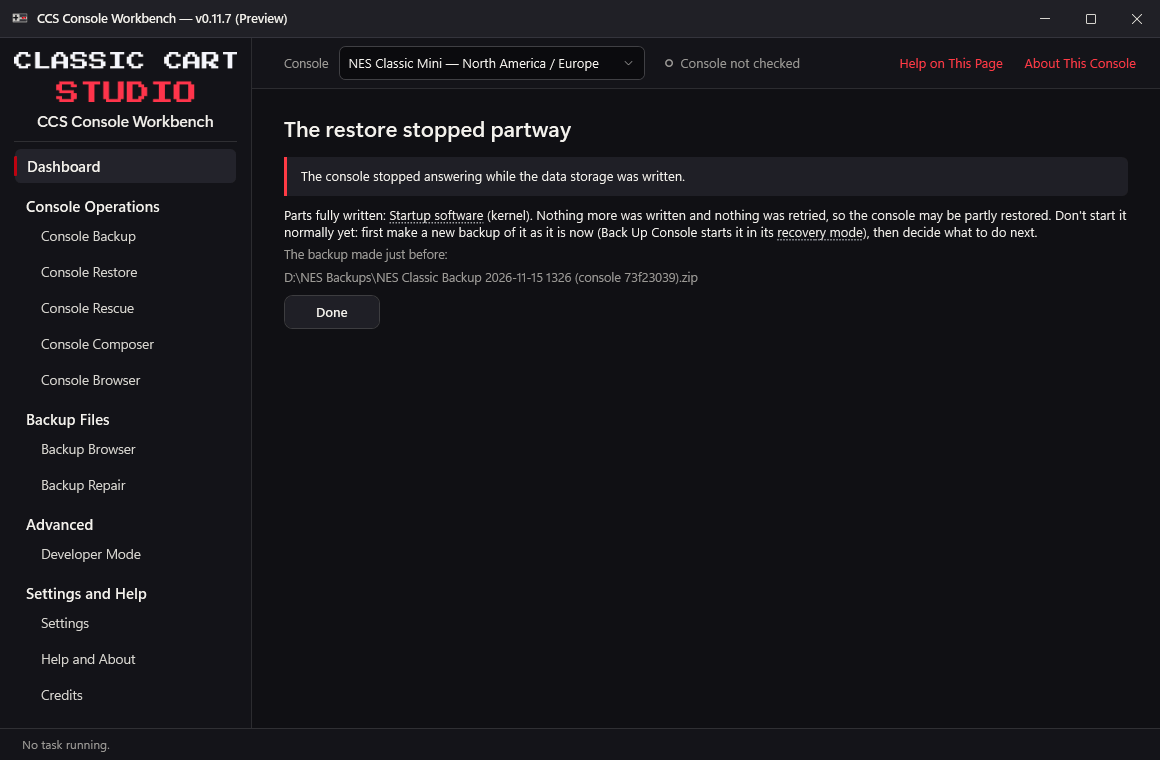 CCS Console Workbench — v0.11.7 (Preview)
CLASSIC CART
STUDIO
CCS Console Workbench
Dashboard
Console Operations
Console Backup
Console Restore
Console Rescue
Console Composer
Console Browser
Backup Files
Backup Browser
Backup Repair
Advanced
Developer Mode
Settings and Help
Settings
Help and About
Credits
Console
NES Classic Mini — North America / Europe
Console not checked
Help on This Page
About This Console
The restore stopped partway
The console stopped answering while the data storage was written.
Parts fully written: Startup software (kernel). Nothing more was written and nothing was retried, so the console may be partly restored. Don't start it
normally yet: first make a new backup of it as it is now (Back Up Console starts it in its recovery mode), then decide what to do next.
The backup made just before:
D:\NES Backups\NES Classic Backup 2026-11-15 1326 (console 73f23039).zip
Done
No task running.